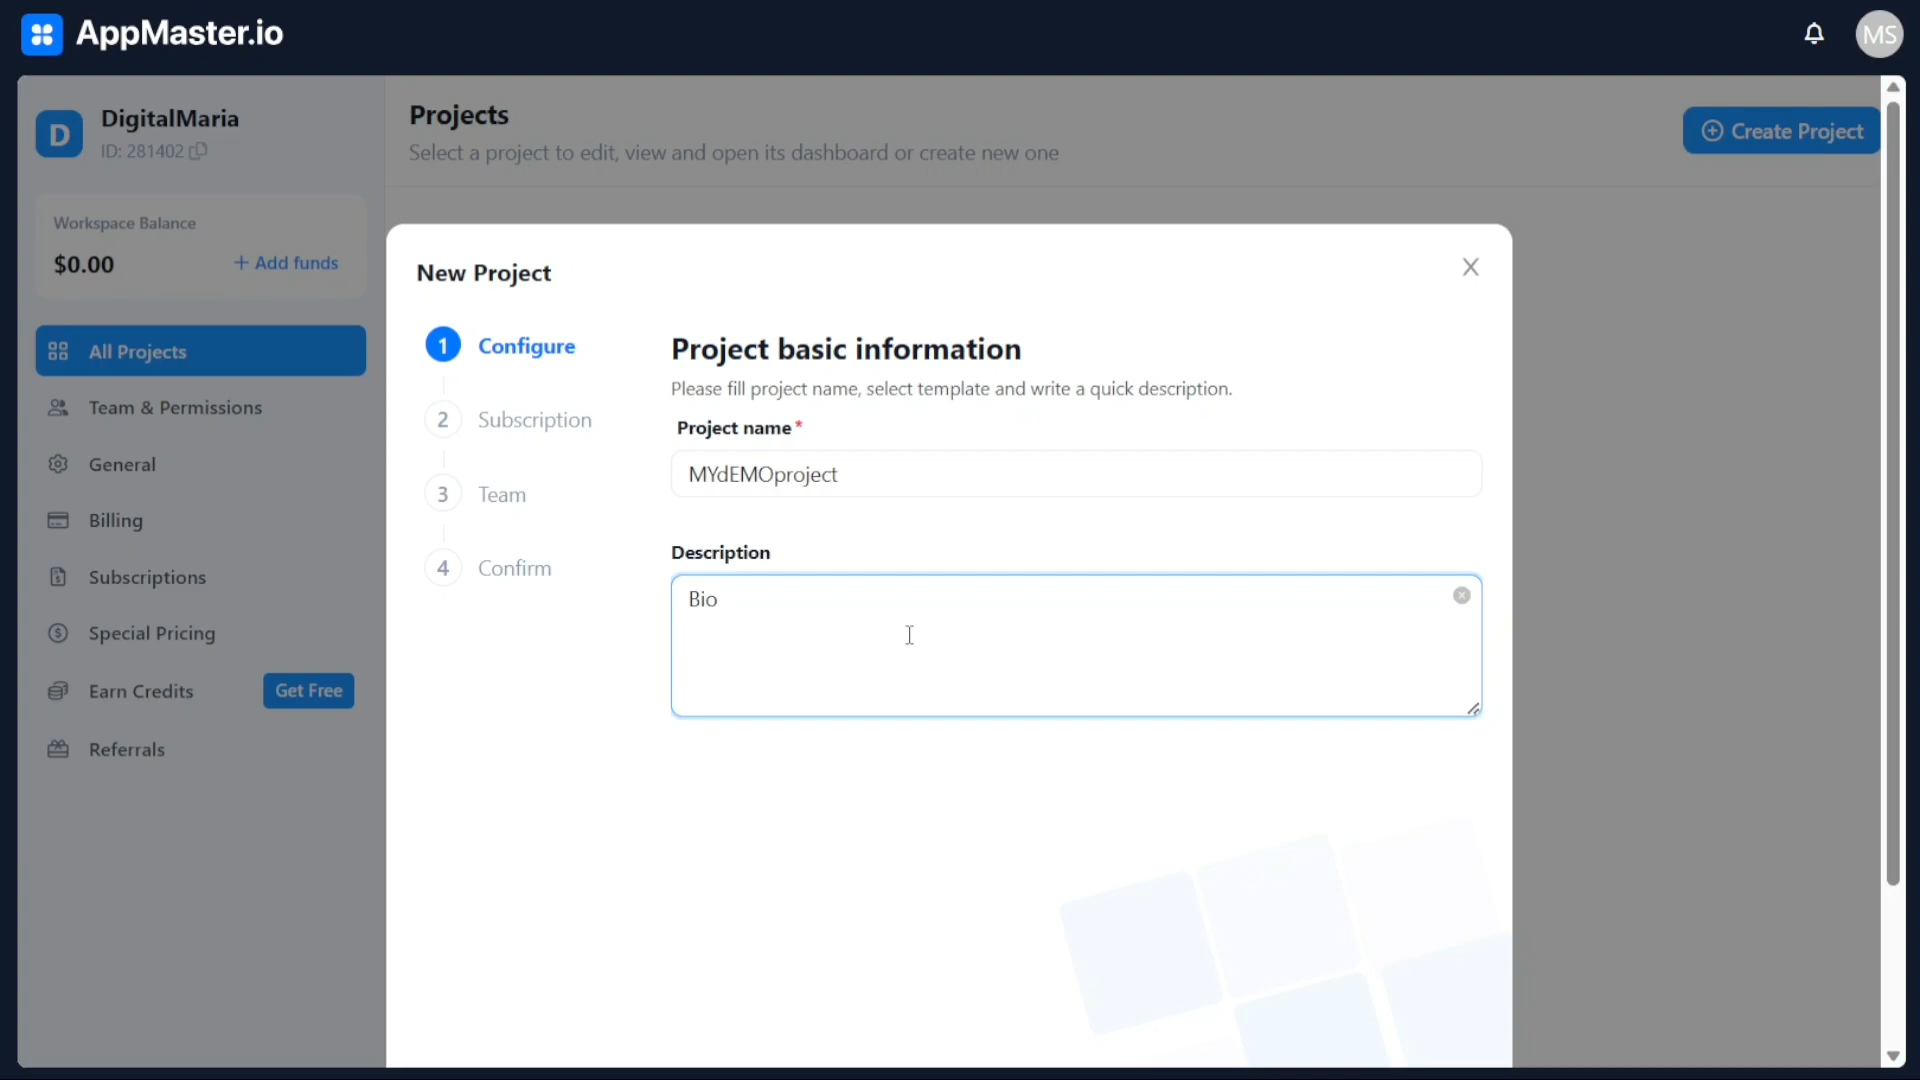 AppMaster.io
MS
D
DigitalMaria
ID: 281402
Workspace Balance
$0.00
+ Add funds
All Projects
Team & Permissions
General
Billing
Subscriptions
Special Pricing
Earn Credits
Get Free
Referrals
Projects
Select a project to edit, view and open its dashboard or create new one
Create Project
New Project
1 Configure
2 Subscription
3 Team
4 Confirm
Project basic information
Please fill project name, select template and write a quick description.
Project name*
MYdEMOproject
Description
Bio